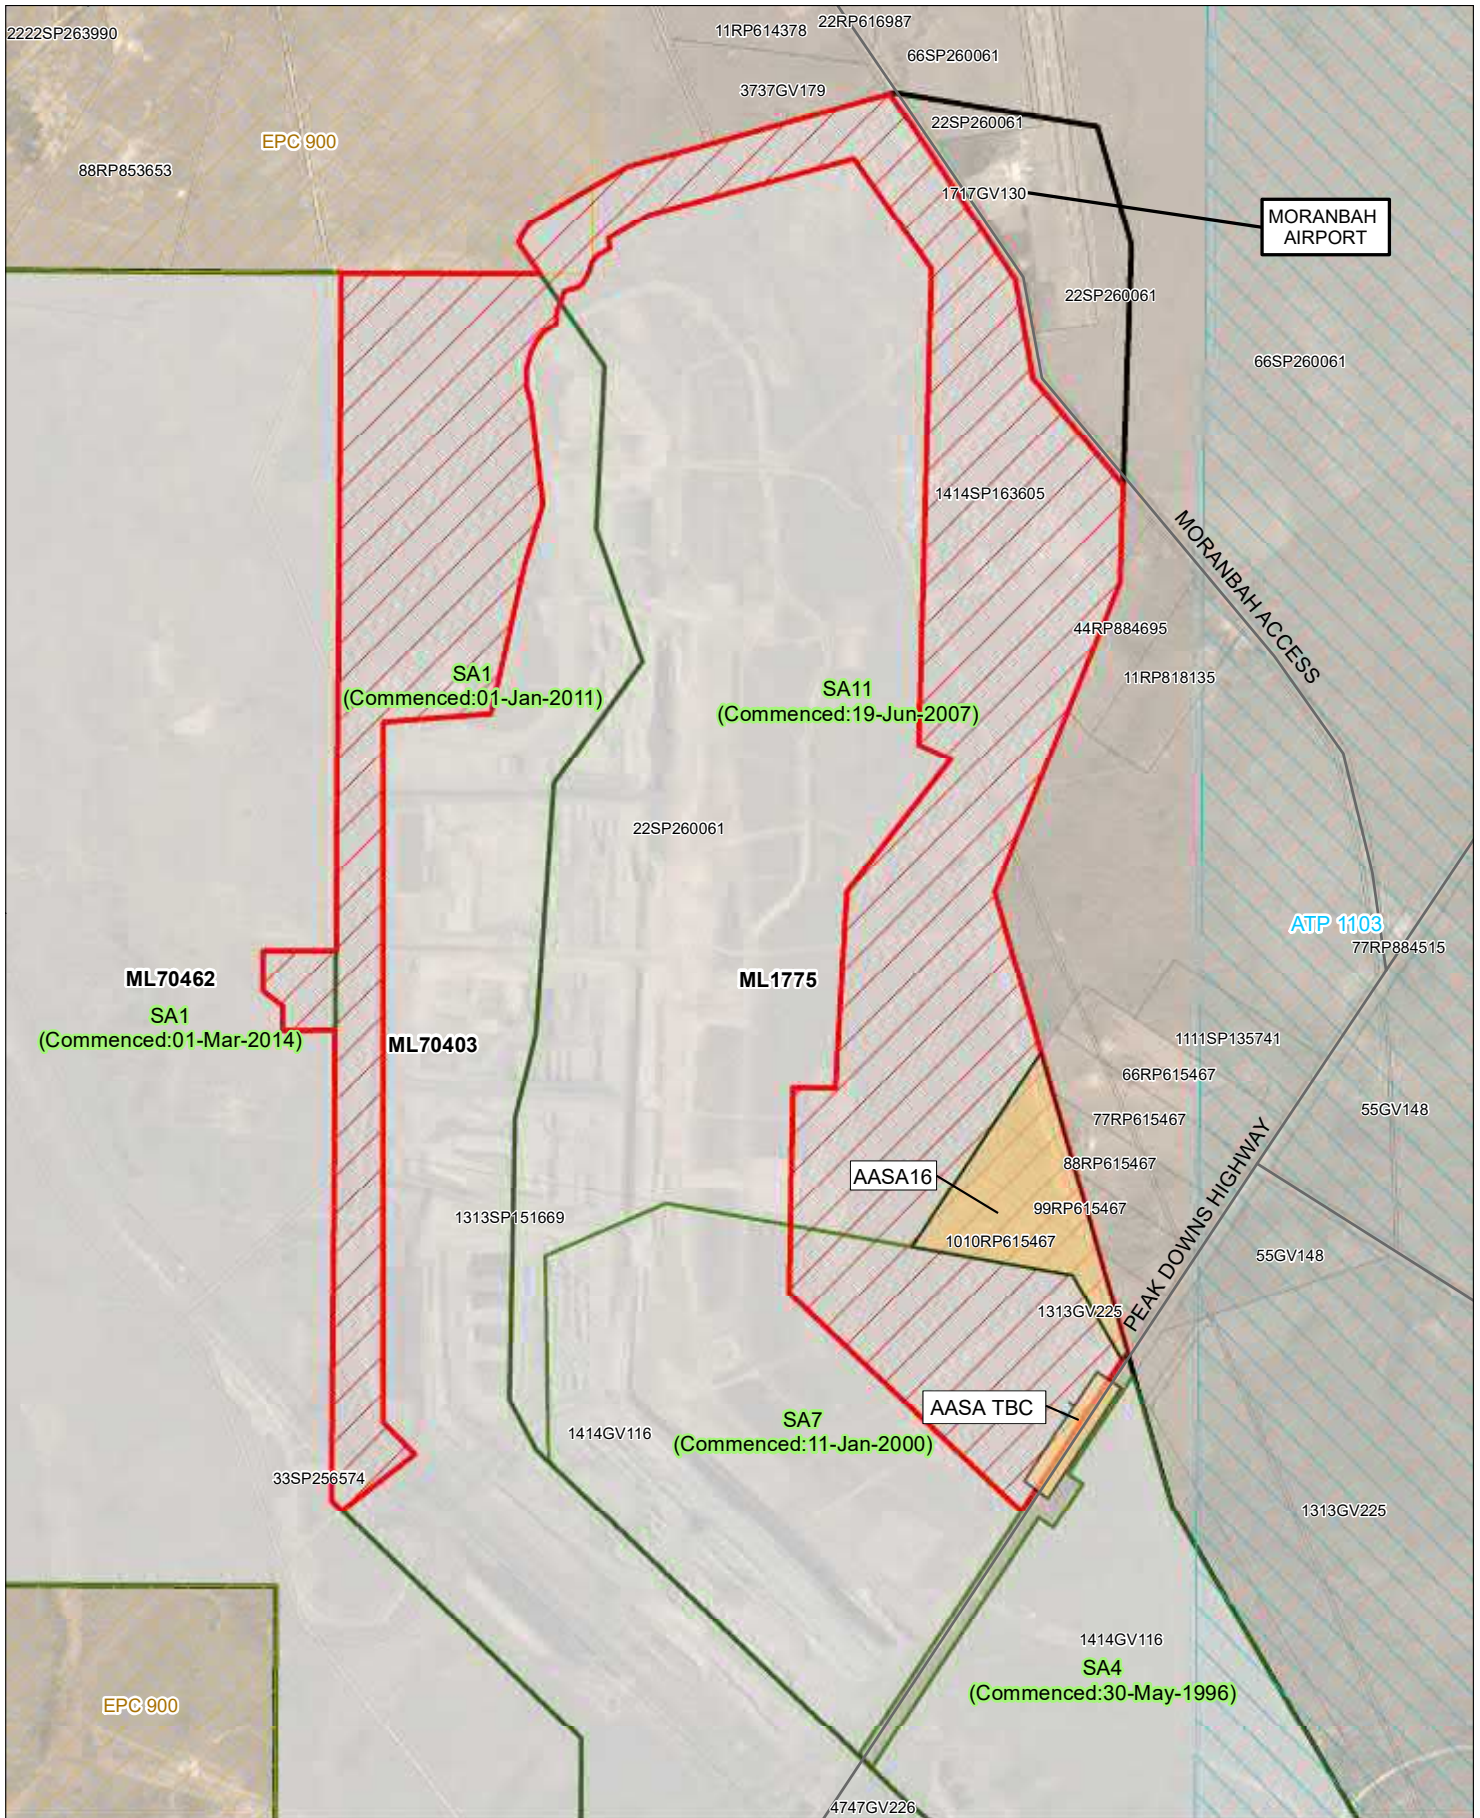 22RP616987
11RP614378
2222SP263990
66SP260061
3737GV179
22SP260061
EPC 900
88RP853653
1717GV130
MORANBAH
AIRPORT
22SP260061
66SP260061
1414SP163605
MORANBAH ACCESS
44RP884695
11RP818135
SA1
(Commenced:01-Jan-2011)
SA11
(Commenced:19-Jun-2007)
22SP260061
ATP 1103
77RP884515
ML70462
SA1
(Commenced:01-Mar-2014)
ML1775
ML70403
1111SP135741
66RP615467
55GV148
77RP615467
88RP615467
AASA16
99RP615467
PEAK DOWNS HIGHWAY
1313SP151669
1010RP615467
55GV148
1313GV225
AASA TBC
SA7
(Commenced:11-Jan-2000)
1414GV116
33SP256574
1313GV225
1414GV116
SA4
(Commenced:30-May-1996)
EPC 900
4747GV226